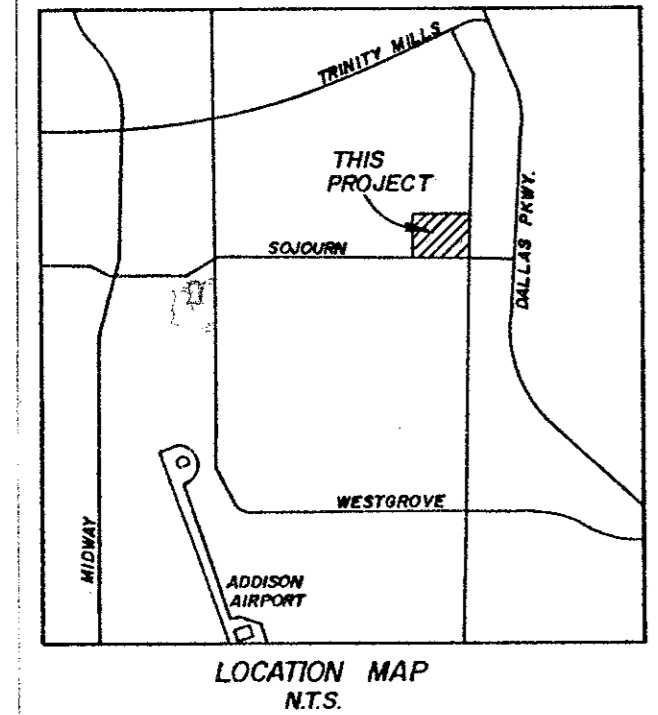 TRINITY MILLS
THIS
PROJECT
SOJOURN
DALLAS PKWY.
WESTGROVE
MIDWAY
ADDISON
AIRPORT
LOCATION MAP
N.T.S.